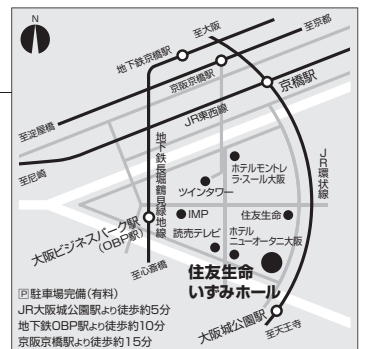 N
至大阪
至京都
地下鉄京橋駅
京阪京橋駅
京橋駅
至淀屋橋
JR東西線
至尼崎
地下鉄長堀鶴見緑地線
JR環状線
ホテルモントレ
ラ・スール大阪
ツインタワー
IMP
住友生命
読売テレビ
ホテル
ニューオータニ大阪
大阪ビジネスパーク駅
(OBP駅)
至心斎橋
住友生命
いずみホール
大阪城公園駅
至天王寺
P駐車場完備(有料)
JR大阪城公園駅より徒歩約5分
地下鉄OBP駅より徒歩約10分
京阪京橋駅より徒歩約15分